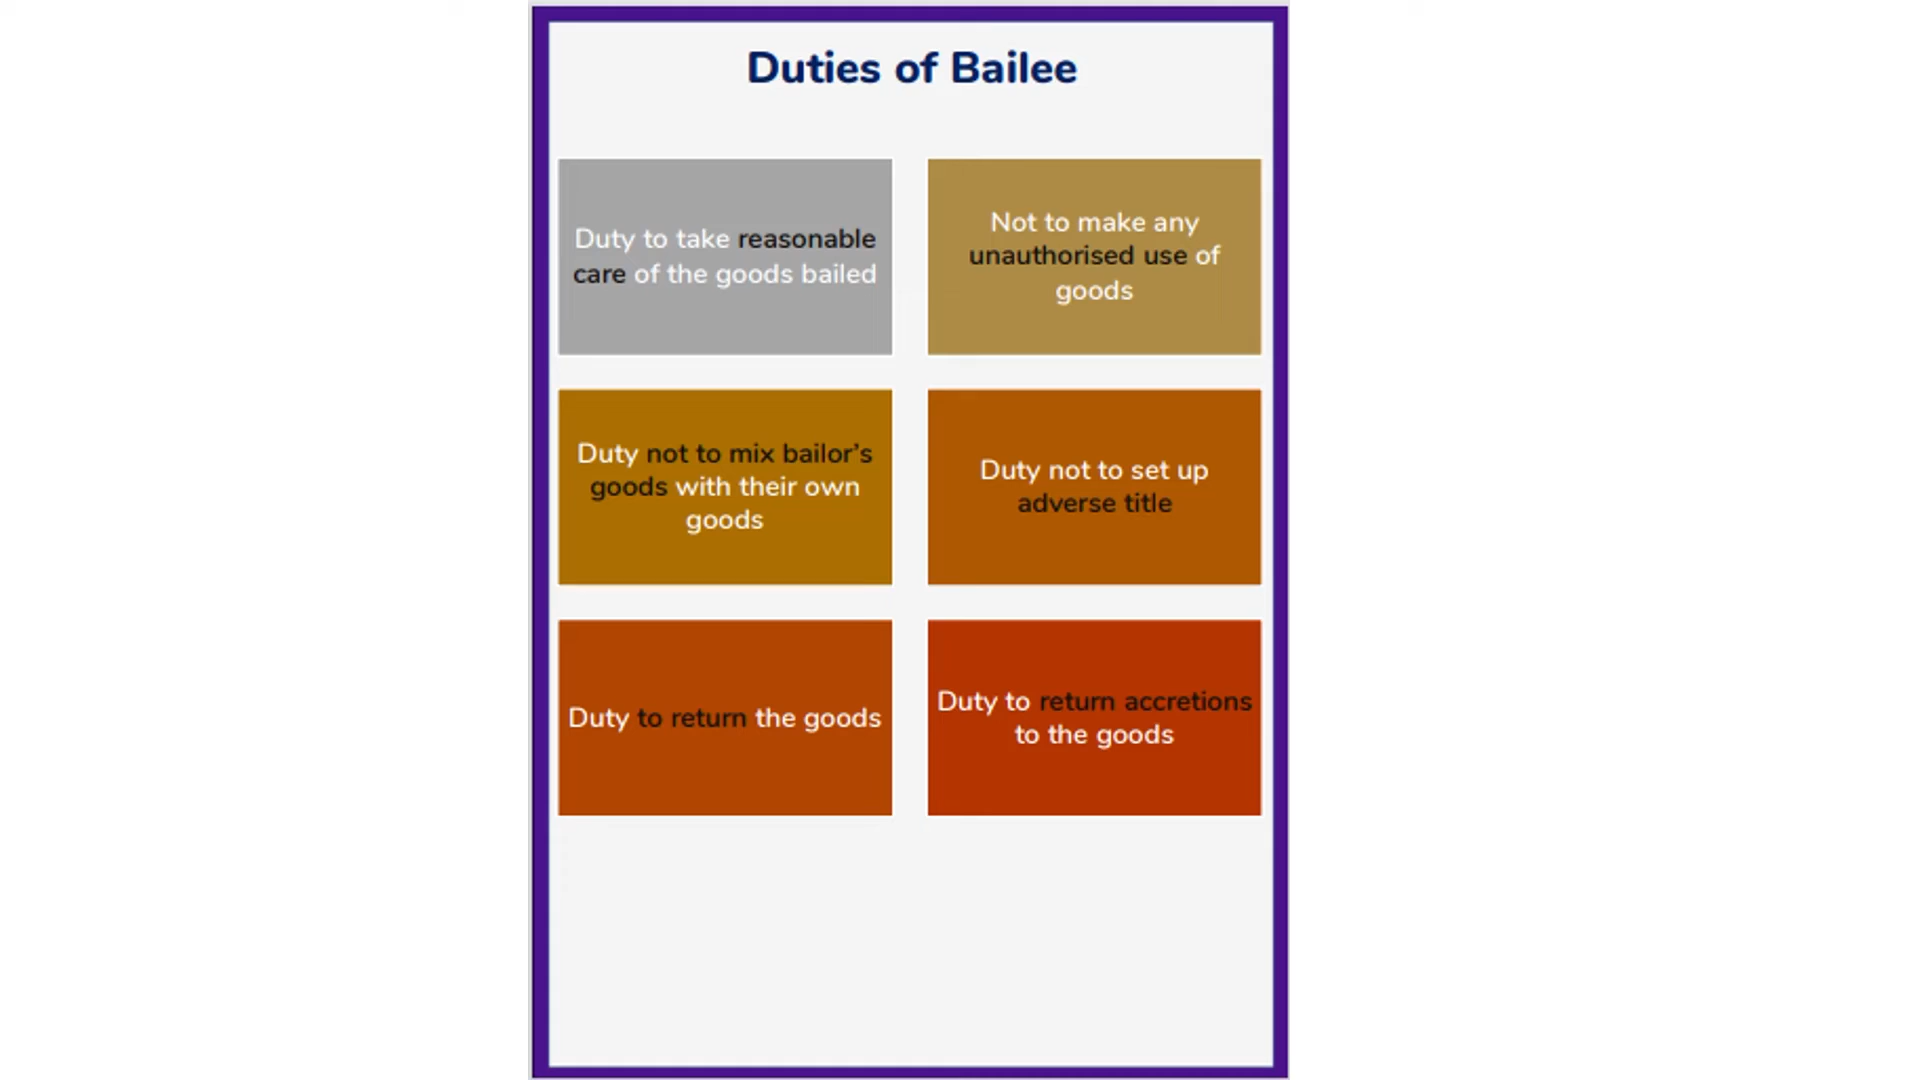 Duties of Bailee
Duty to take reasonable
care of the goods bailed
Not to make any
unauthorised use of
goods
Duty not to mix bailor's
goods with their own
goods
Duty not to set up
adverse title
Duty to return the goods
Duty to return accretions
to the goods